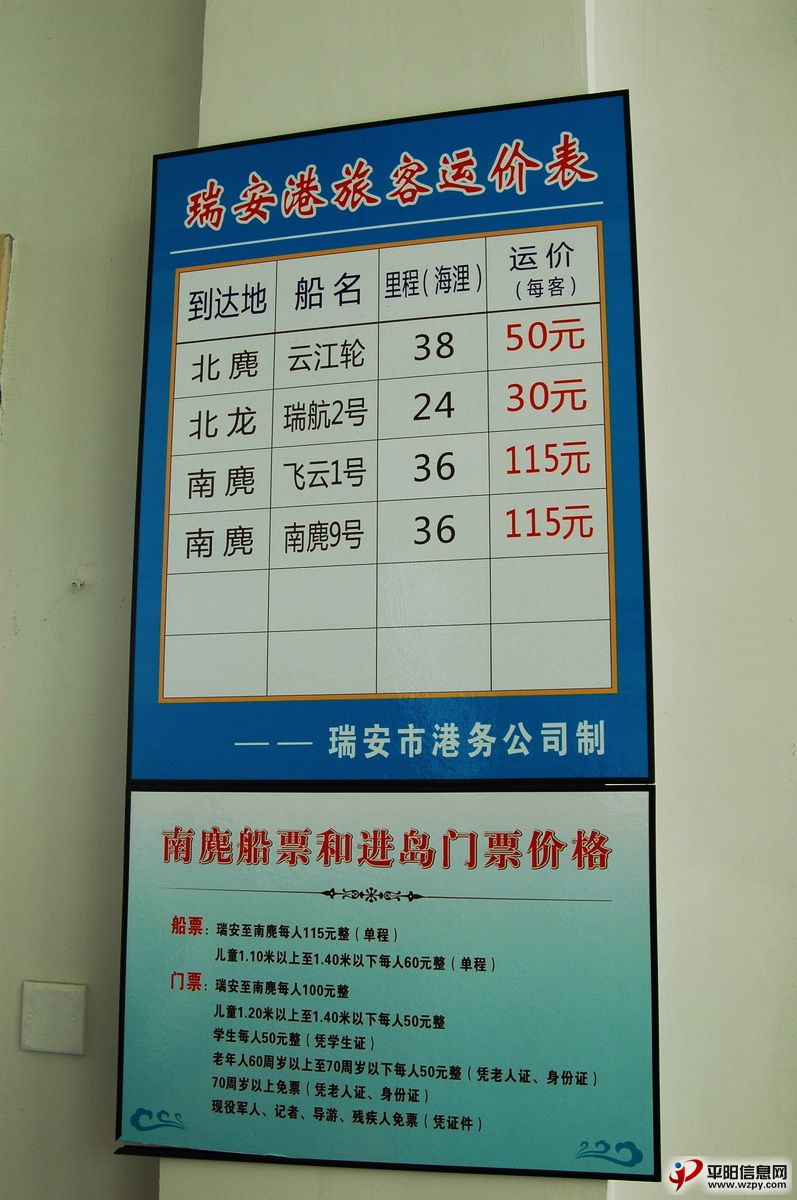 瑞安港旅客运价表
到达地 船名 里程(海浬) 运价(每客)
北麂 云江轮 38 50元
北龙 瑞航2号 24 30元
南麂 飞云1号 36 115元
南麂 南麂9号 36 115元
—— 瑞安市港务公司制
南麂船票和进岛门票价格
船票：瑞安至南麂每人115元整（单程）
儿童1.10米以上至1.40米以下每人60元整（单程）
门票：瑞安至南麂每人100元整
儿童1.20米以上至1.40米以下每人50元整
学生每人50元整（凭学生证）
老年人60周岁以上至70周岁以下每人50元整（凭老人证、身份证）
70周岁以上免票（凭老人证、身份证）
现役军人、记者、导游、残疾人免票（凭证件）
平阳信息网
www.wzpy.com